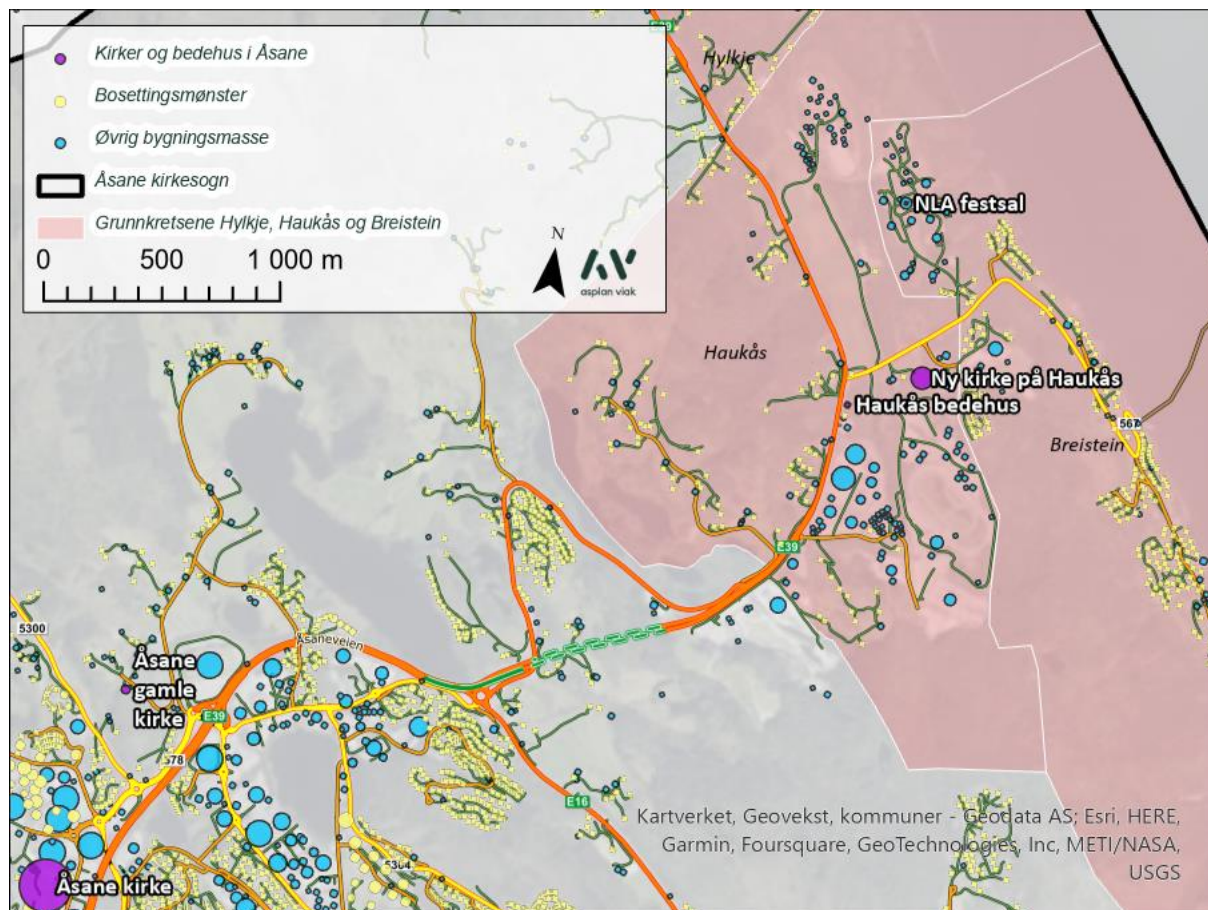 Kirker og bedehus i Åsane
Bosettingsmønster
Øvrig bygningsmasse
Åsane kirkesogn
Grunnkretsene Hylkje, Haukås og Breistein
0 500 1 000 m
N
asplan viak
E39
Hylkje
NLA festsal
Haukås
Ny kirke på Haukås
Haukås bedehus
567
Breistein
E39
5300
Åsaneveien
Åsane
gamle
kirke
E39
578
E16
5304
Åsane kirke
Kartverket, Geovekst, kommuner - Geodata AS; Esri, HERE,
Garmin, Foursquare, GeoTechnologies, Inc, METI/NASA,
USGS